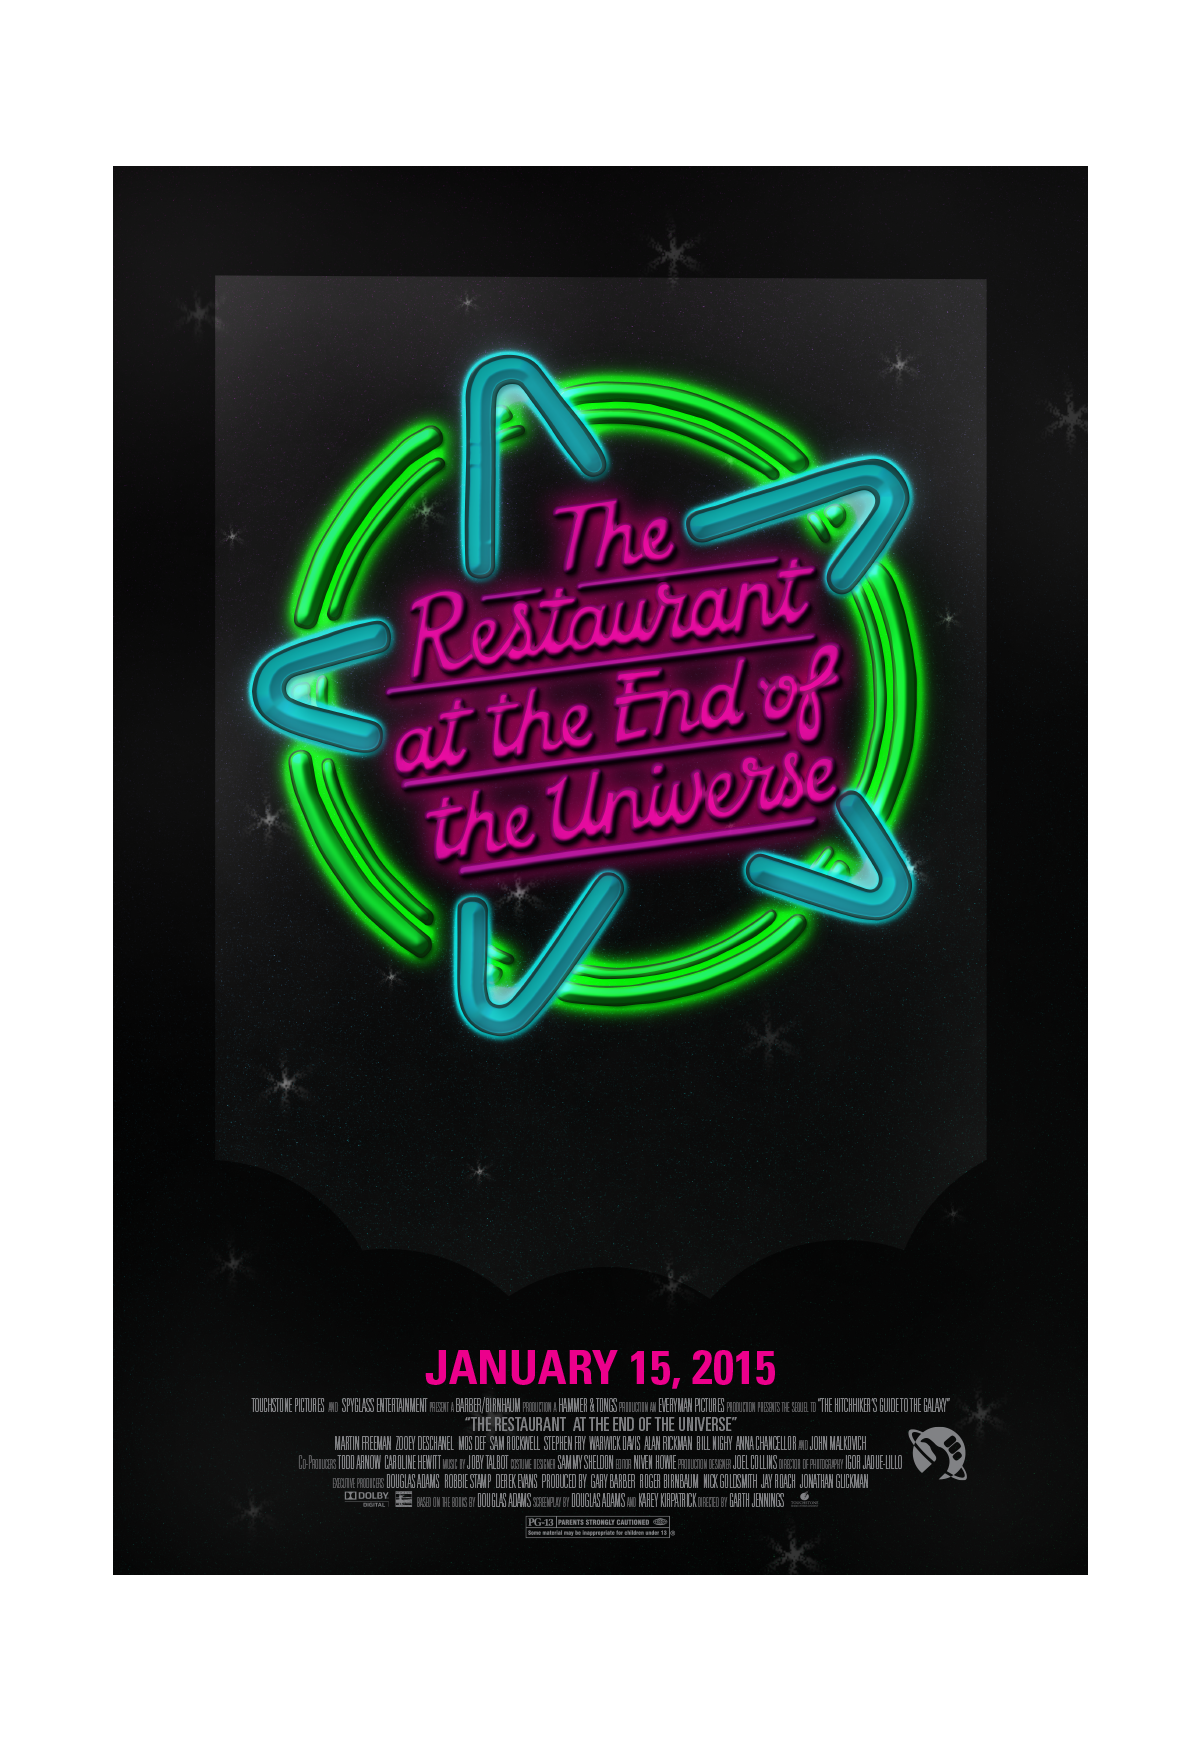 The
Restaurant
at the End of
the Universe
JANUARY 15, 2015
TOUCHSTONE PICTURES AND SPYGLASS ENTERTAINMENT PRESENT A BARBER/BIRNHAUM PRODUCTION A HAMMER & TONGS PRODUCTION AN EVERYMAN PICTURES PRODUCTION PRESENTS THE SEQUEL TO "THE HITCHHIKER'S GUIDE TO THE GALAXY"
"THE RESTAURANT AT THE END OF THE UNIVERSE"
MARTIN FREEMAN ZOOEY DESCHANEL MOS DEF SAM ROCKWELL STEPHEN FRY WARWICK DAVIS ALAN RICKMAN BILL NIGHY ANNA CHANCELLOR AND JOHN MALKOVICH
CO-PRODUCERS TODD ARNOW CAROLINE HEWITT MUSIC BY JOBY TALBOT COSTUME DESIGNER SAMMY SHELDON EDITOR NIVEN HOWIE PRODUCTION DESIGNER JOEL COLLINS DIRECTOR OF PHOTOGRAPHY IGOR JADUE-LILLO
EXECUTIVE PRODUCERS DOUGLAS ADAMS ROBBIE STAMP DEREK EVANS PRODUCED BY GARY BARBER ROGER BIRNBAUM NICK GOLDSMITH JAY ROACH JONATHAN GLICKMAN
DOLBY DIGITAL BASED ON THE BOOKS BY DOUGLAS ADAMS SCREENPLAY BY DOUGLAS ADAMS AND KAREY KIRKPATRICK DIRECTED BY GARTH JENNINGS
PG-13 PARENTS STRONGLY CAUTIONED
Some material may be inappropriate for children under 13 ®